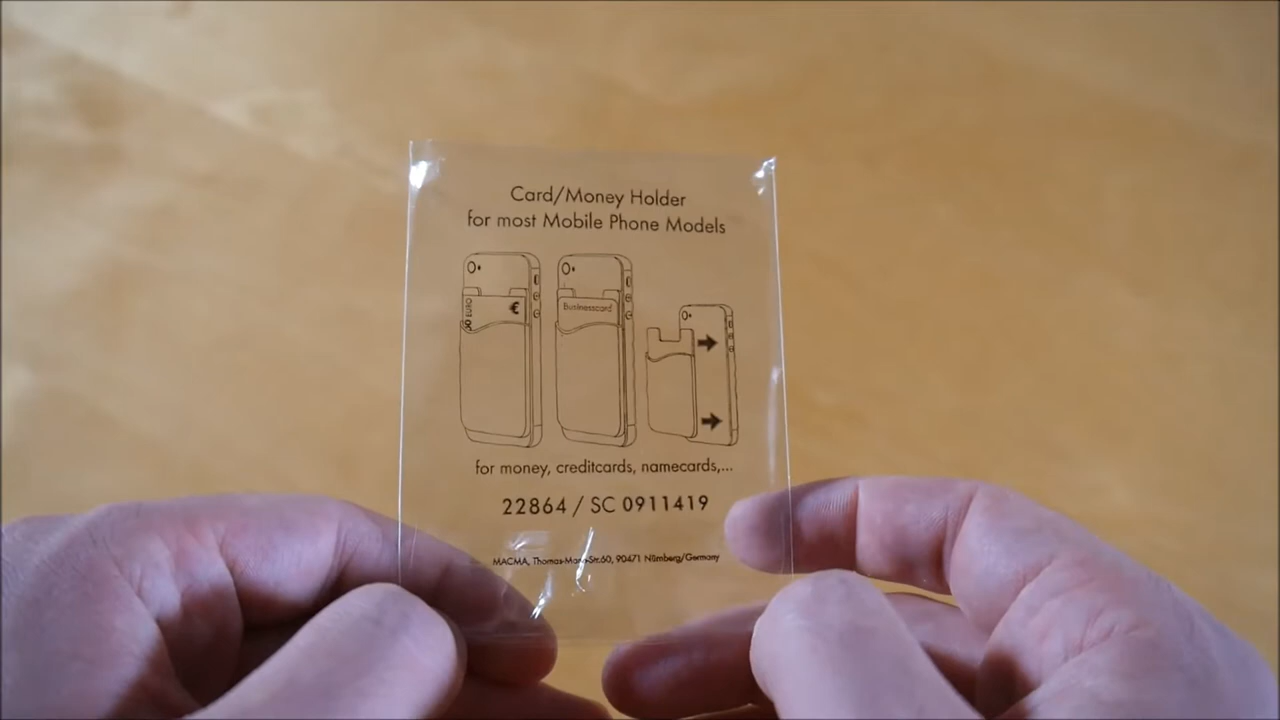 Card/Money Holder
for most Mobile Phone Models
50 EURO €
Businesscard
for money, creditcards, namecards,...
22864 / SC 0911419
MACMA, Thomas-Mann-Str.60, 90471 Nürnberg/Germany